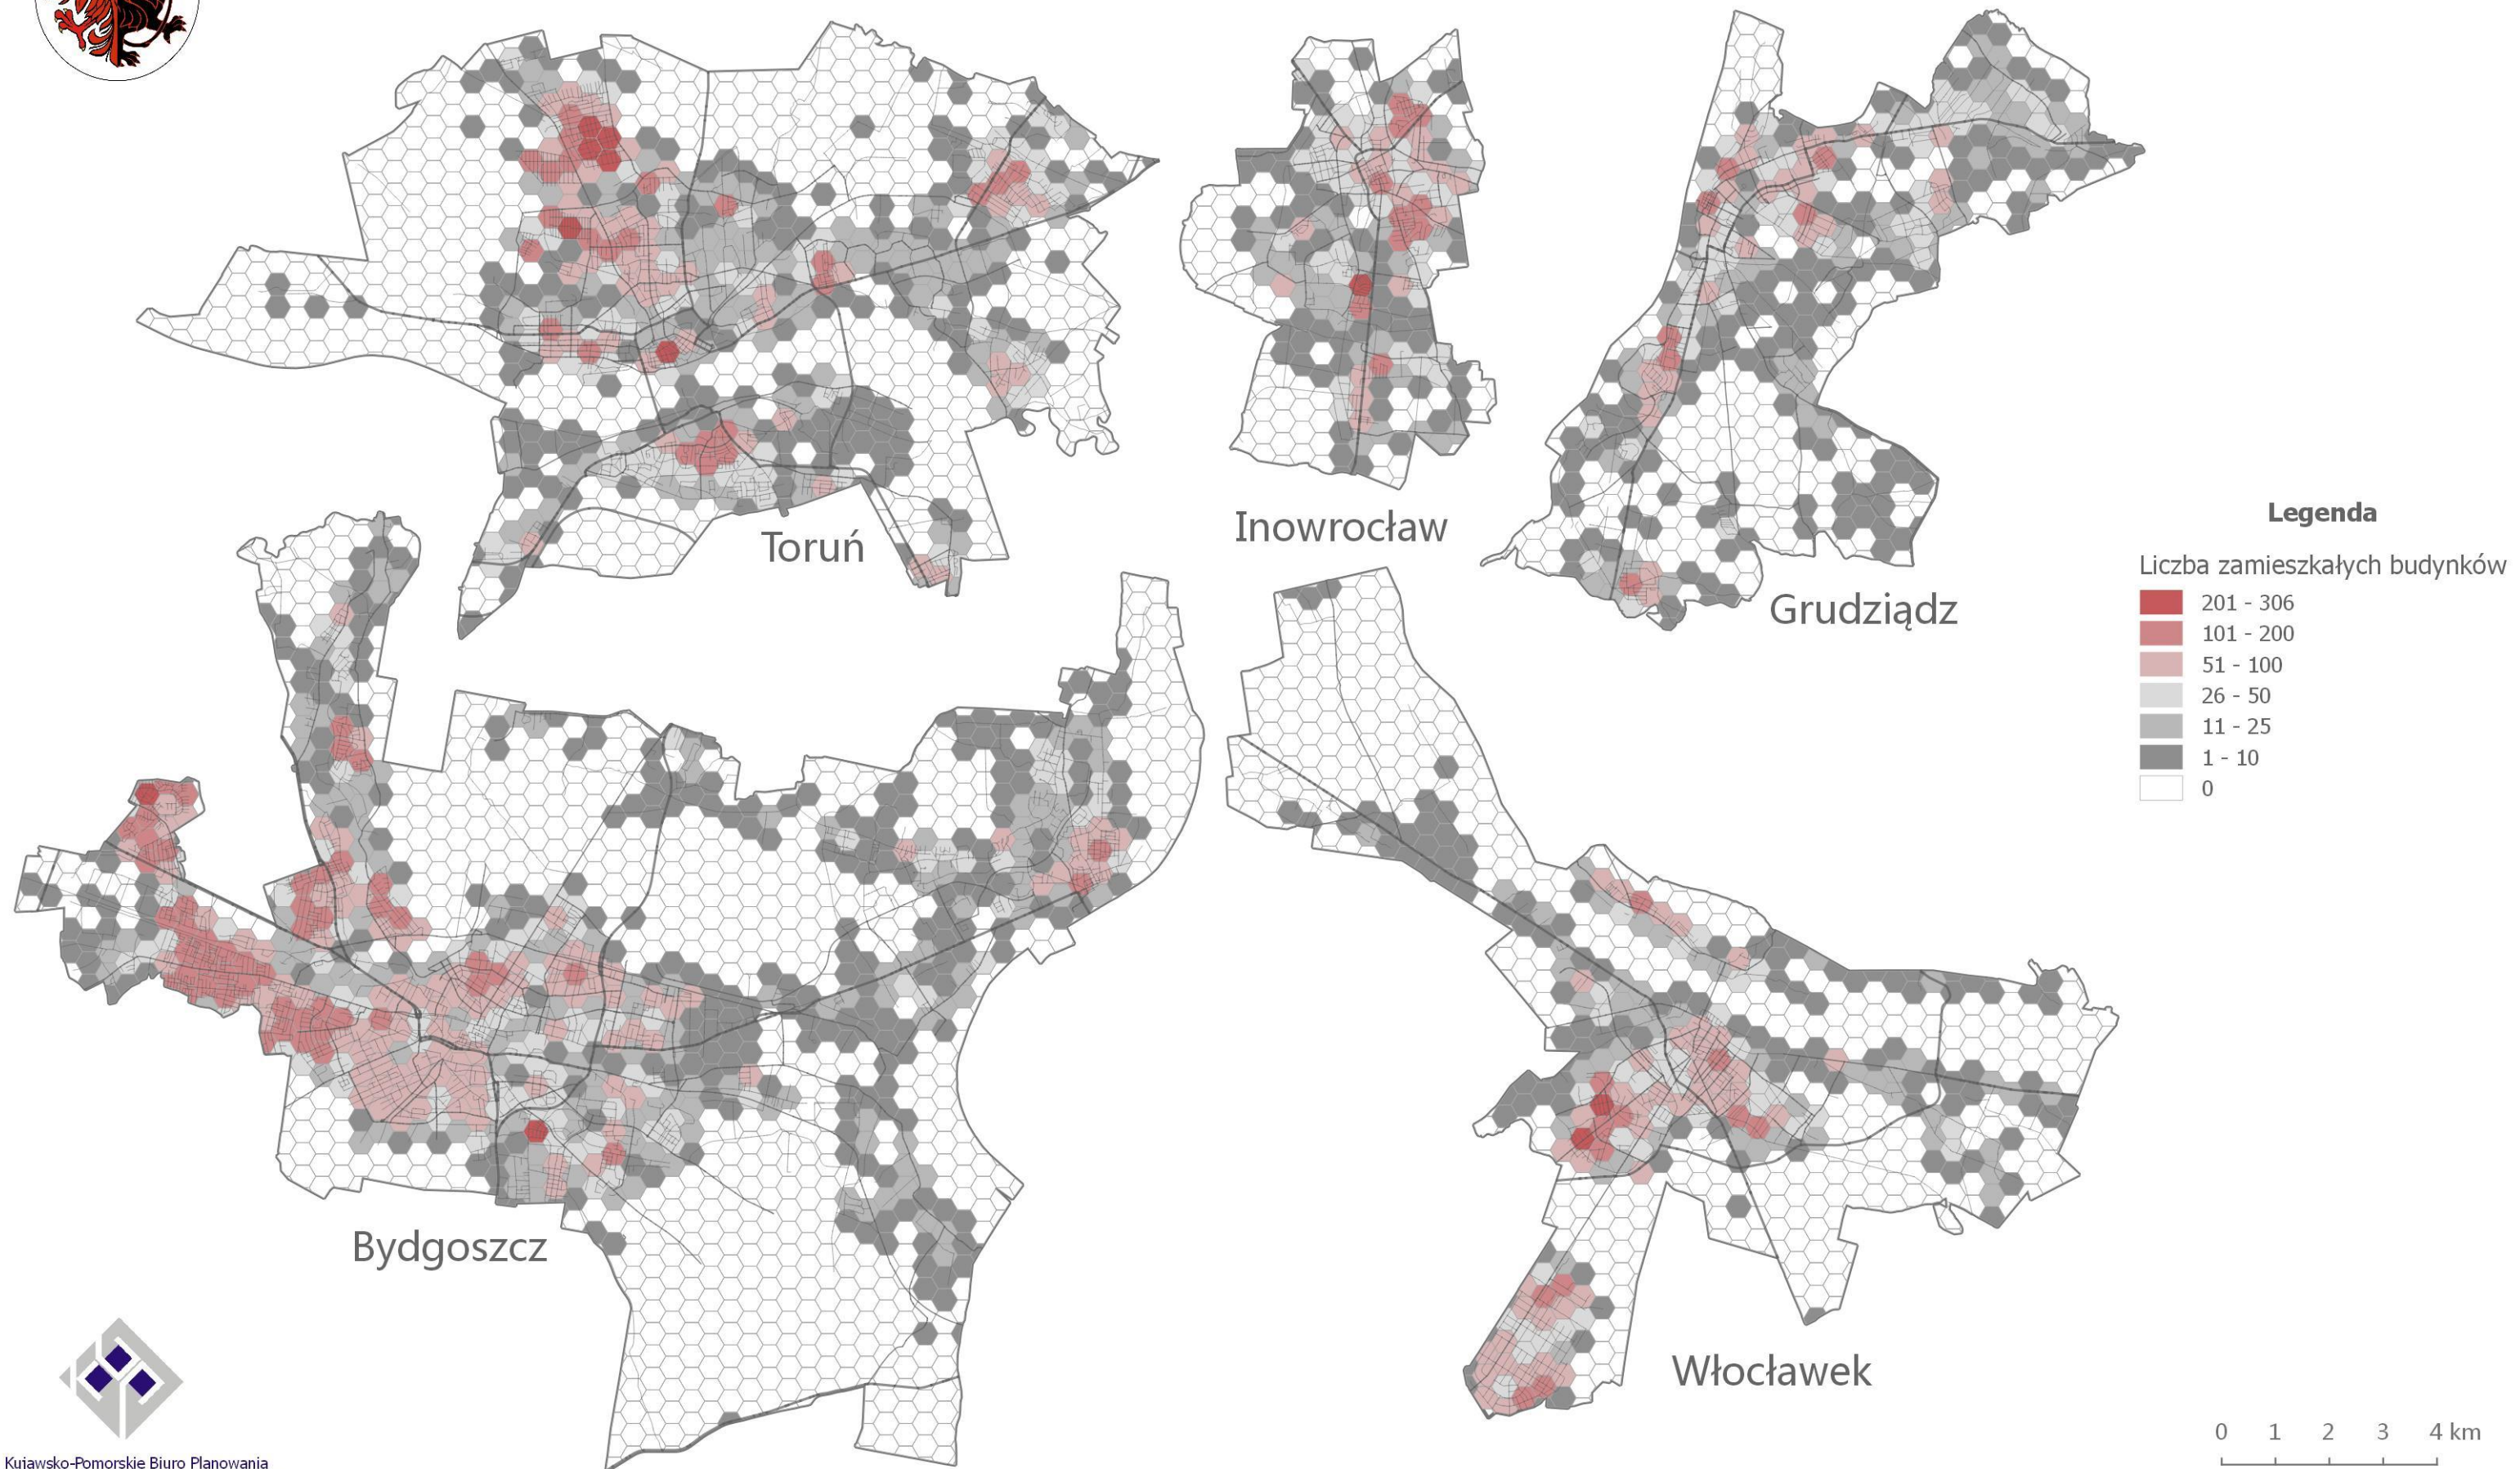 Toruń
Inowrocław
Grudziądz
Legenda
Liczba zamieszkałych budynków
201 - 306
101 - 200
51 - 100
26 - 50
11 - 25
1 - 10
0
Bydgoszcz
Włocławek
0 1 2 3 4 km
Kujawsko-Pomorskie Biuro Planowania